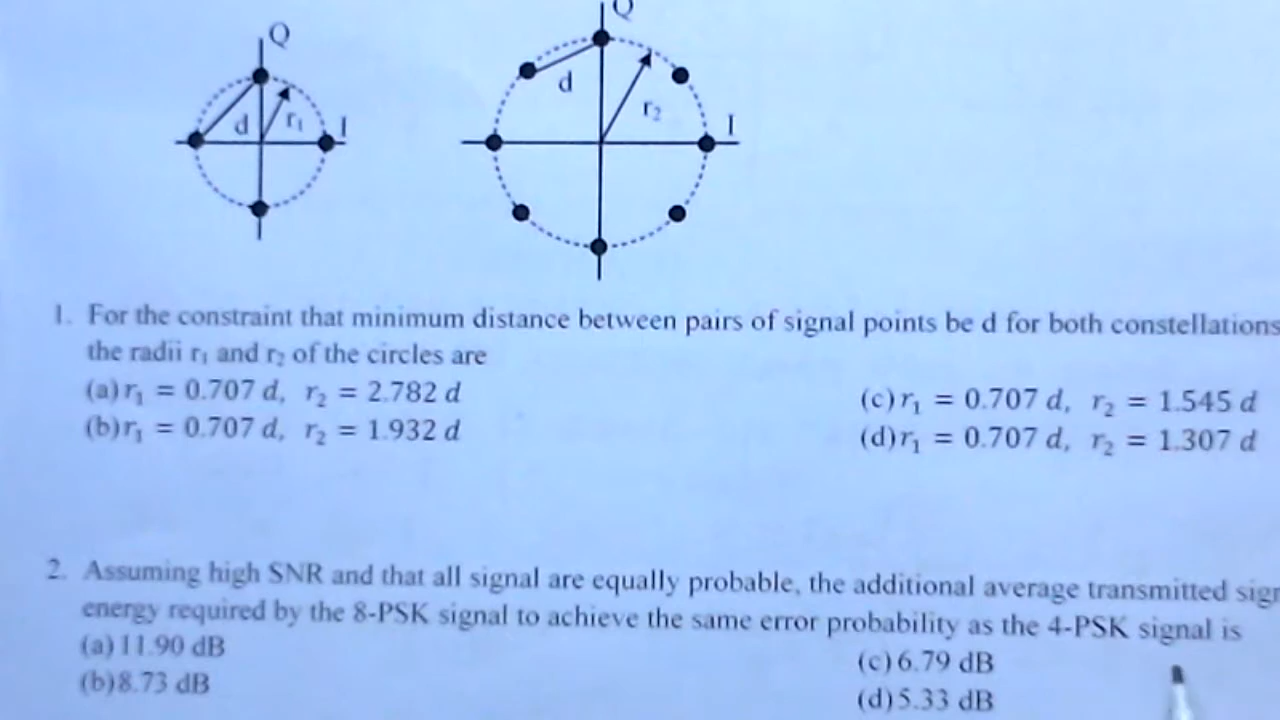 Q
Q
d
r₁
I
d
r₂
I
1. For the constraint that minimum distance between pairs of signal points be d for both constellations
the radii r₁ and r₂ of the circles are
(a) r₁ = 0.707 d, r₂ = 2.782 d
(c) r₁ = 0.707 d, r₂ = 1.545 d
(b) r₁ = 0.707 d, r₂ = 1.932 d
(d) r₁ = 0.707 d, r₂ = 1.307 d
2. Assuming high SNR and that all signal are equally probable, the additional average transmitted sigr
energy required by the 8-PSK signal to achieve the same error probability as the 4-PSK signal is
(a) 11.90 dB
(c) 6.79 dB
(b) 8.73 dB
(d) 5.33 dB